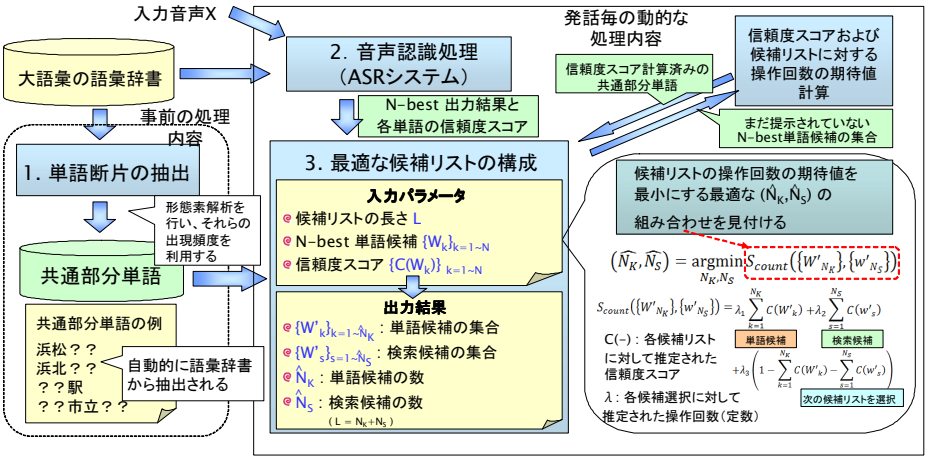 入力音声X
大語彙の語彙辞書
2. 音声認識処理
(ASRシステム)
発話毎の動的な
処理内容
信頼度スコア計算済みの
共通部分単語
信頼度スコアおよび
候補リストに対する
操作回数の期待値
計算
N-best 出力結果と
各単語の信頼度スコア
まだ提示されていない
N-best単語候補の集合
事前の処理
内容
1. 単語断片の抽出
形態素解析を
行い、それらの
出現頻度を
利用する
共通部分単語
共通部分単語の例
浜松??
浜北??
??駅
??市立??
自動的に語彙辞書
から抽出される
3. 最適な候補リストの構成
入力パラメータ
候補リストの長さ L
N-best 単語候補 {W_k}_{k=1~N}
信頼度スコア {C(W_k)}_{k=1~N}
出力結果
{W'_k}_{k=1~N̂_K} : 単語候補の集合
{W'_s}_{s=1~N̂_S} : 検索候補の集合
N̂_K : 単語候補の数
N̂_S : 検索候補の数
( L = N_K+N_S )
候補リストの操作回数の期待値を
最小にする最適な (N̂_K,N̂_S) の
組み合わせを見付ける
(N̂_K, N̂_S) = argmin_{N_K,N_S} S_count({W'_{N_K}},{w'_{N_S}})
S_count({W'_{N_K}},{w'_{N_S}}) = λ_1 ∑_{k=1}^{N_K} C(W'_k) +λ_2 ∑_{s=1}^{N_S} C(w'_s)
単語候補
検索候補
+λ_3 (1 − ∑_{k=1}^{N_K} C(W'_k) − ∑_{s=1}^{N_S} C(w'_s))
次の候補リストを選択
C(-) : 各候補リスト
に対して推定された
信頼度スコア
λ : 各候補選択に対して
推定された操作回数(定数)